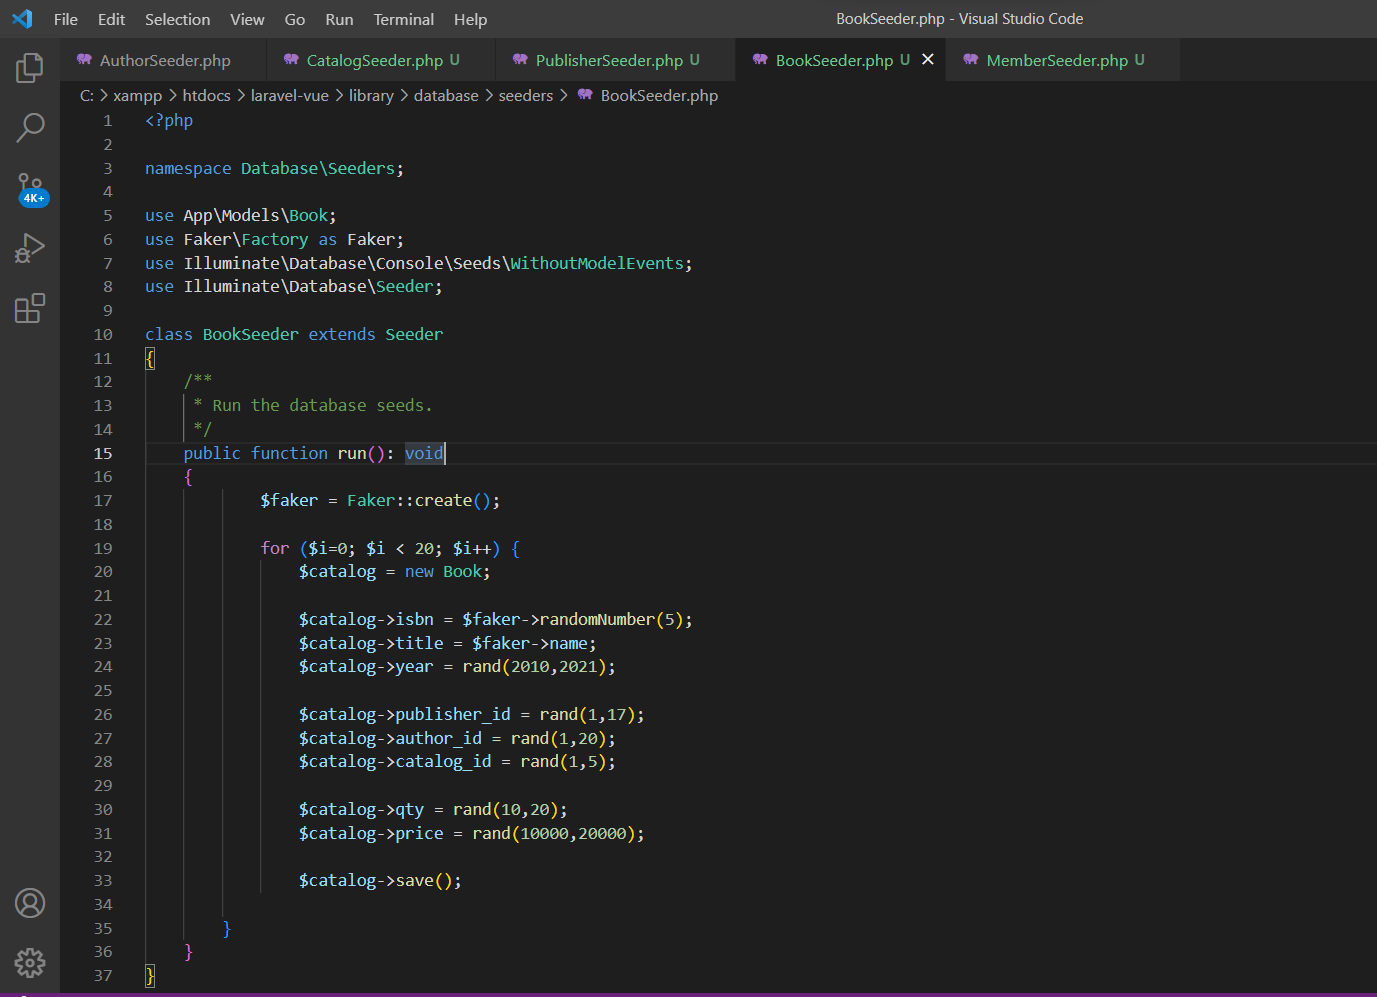 File Edit Selection View Go Run Terminal Help BookSeeder.php - Visual Studio Code
AuthorSeeder.php CatalogSeeder.php U PublisherSeeder.php U BookSeeder.php U MemberSeeder.php U
C: > xampp > htdocs > laravel-vue > library > database > seeders > BookSeeder.php
4K+
1 <?php
2
3 namespace Database\Seeders;
4
5 use App\Models\Book;
6 use Faker\Factory as Faker;
7 use Illuminate\Database\Console\Seeds\WithoutModelEvents;
8 use Illuminate\Database\Seeder;
9
10 class BookSeeder extends Seeder
11 {
12     /**
13      * Run the database seeds.
14      */
15     public function run(): void
16     {
17             $faker = Faker::create();
18
19             for ($i=0; $i < 20; $i++) {
20                 $catalog = new Book;
21
22                 $catalog->isbn = $faker->randomNumber(5);
23                 $catalog->title = $faker->name;
24                 $catalog->year = rand(2010,2021);
25
26                 $catalog->publisher_id = rand(1,17);
27                 $catalog->author_id = rand(1,20);
28                 $catalog->catalog_id = rand(1,5);
29
30                 $catalog->qty = rand(10,20);
31                 $catalog->price = rand(10000,20000);
32
33                 $catalog->save();
34
35         }
36     }
37 }